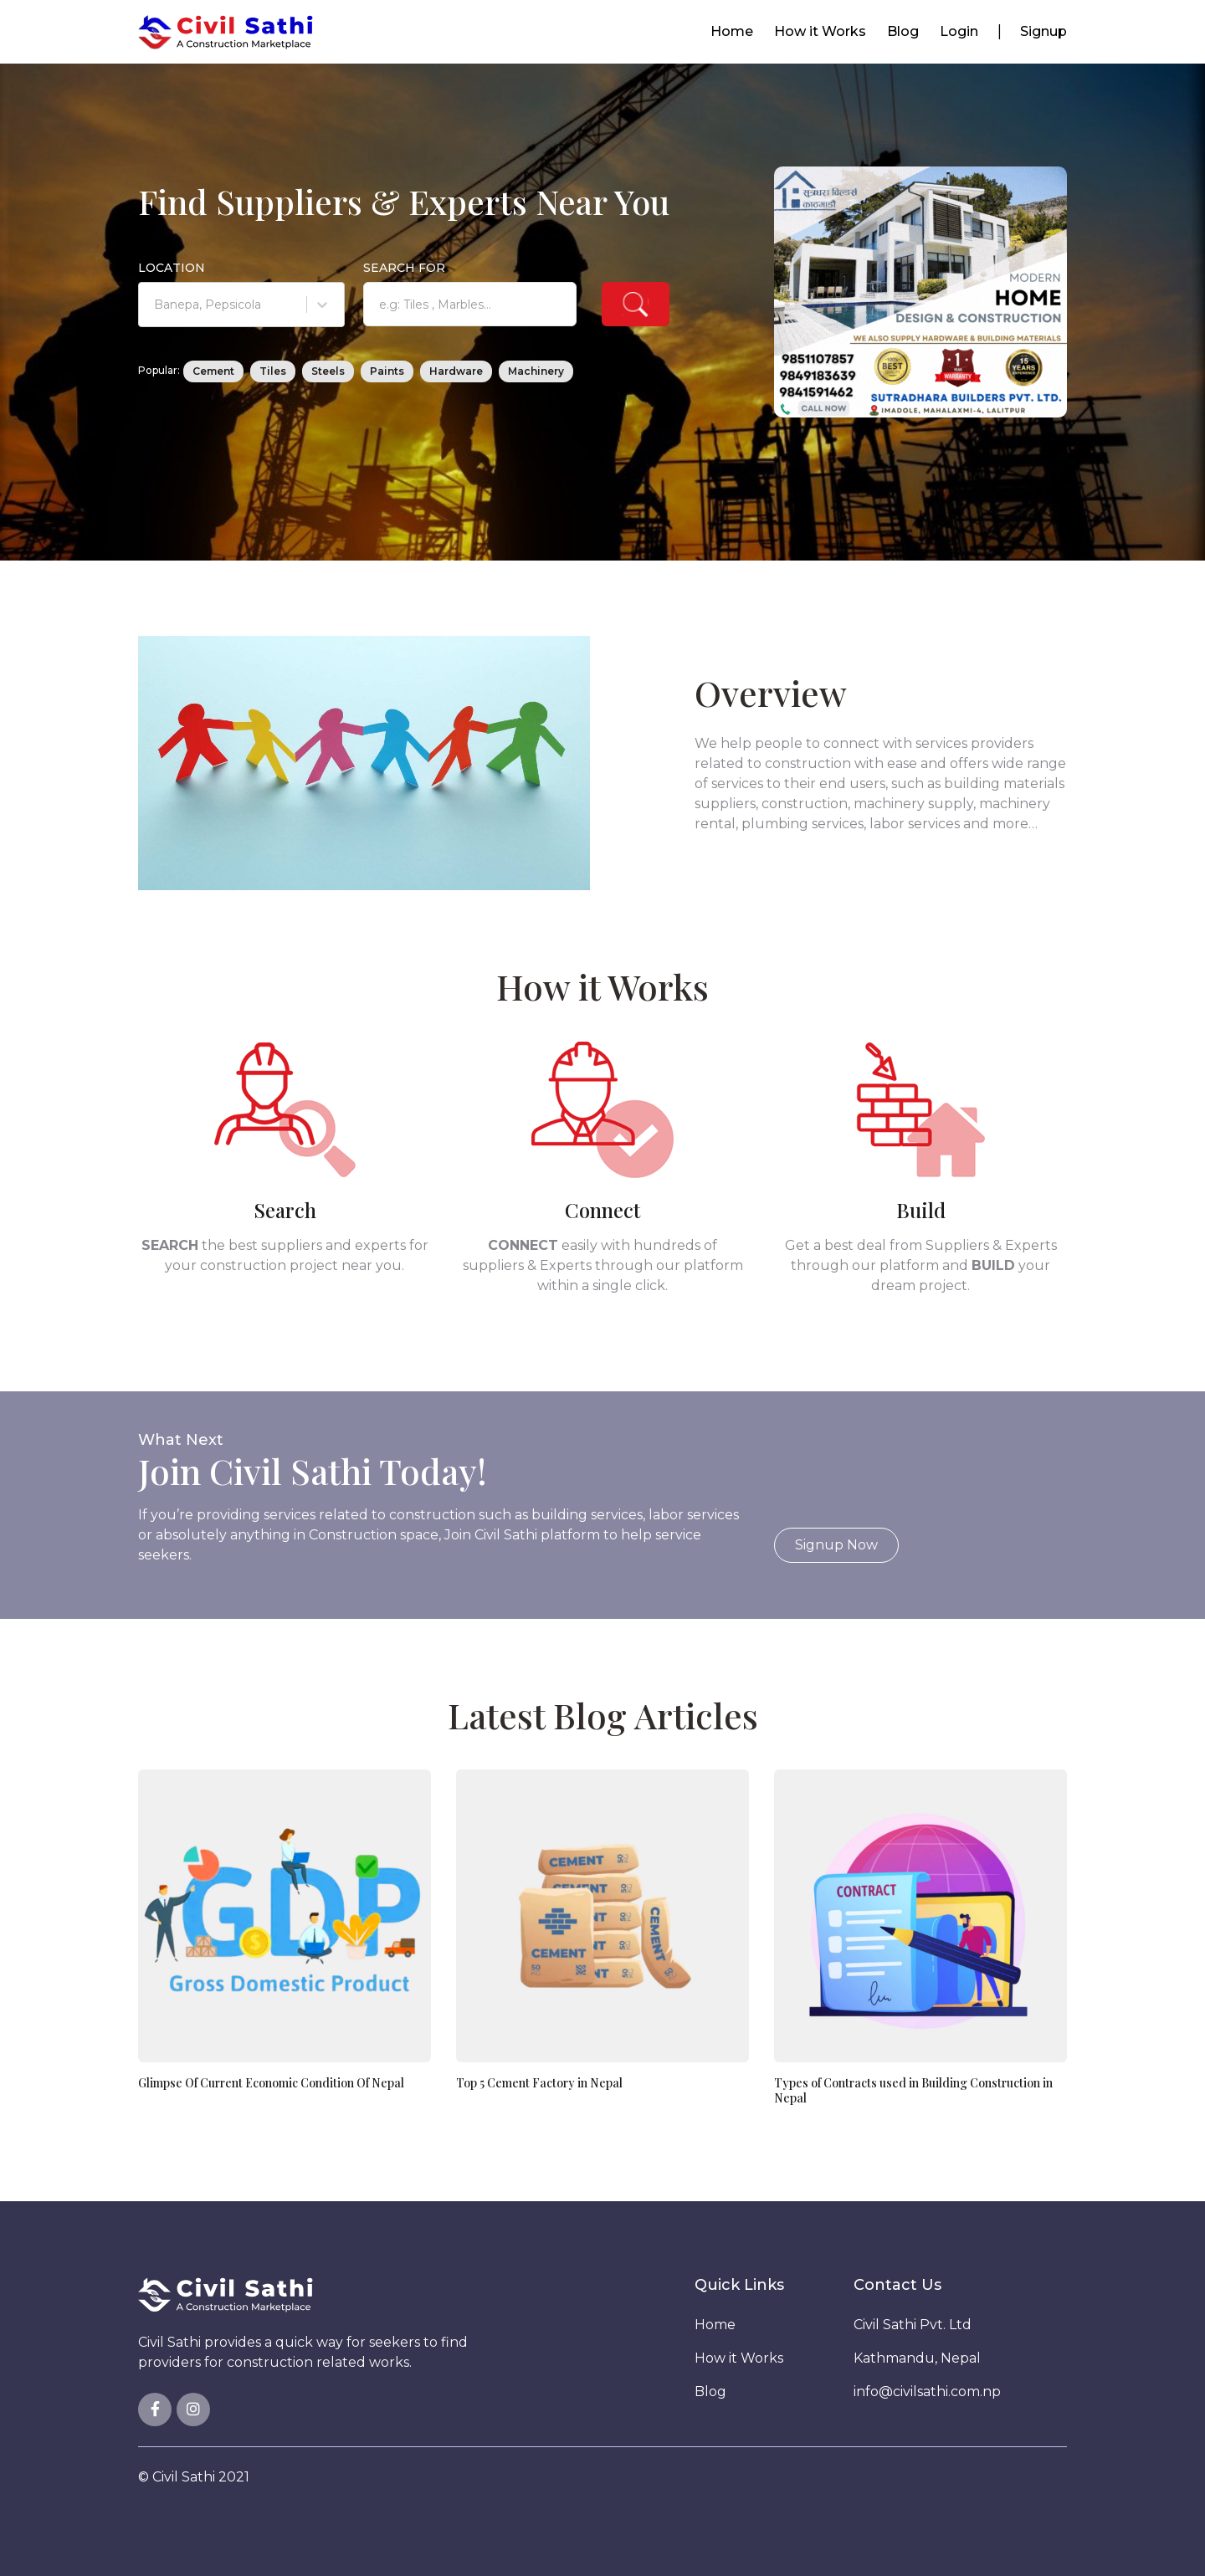 Civil Sathi
A Construction Marketplace
Home How it Works Blog Login | Signup
Find Suppliers & Experts Near You
LOCATION
Banepa, Pepsicola
SEARCH FOR
e.g: Tiles , Marbles...
Popular: Cement Tiles Steels Paints Hardware Machinery
सुत्रधार बिल्डर्स
काठमाडौं
MODERN
HOME
DESIGN & CONSTRUCTION
WE ALSO SUPPLY HARDWARE & BUILDING MATERIALS
9851107857
9849183639
9841591462
CALL NOW
BEST
1
YEAR
WARRANTY
15
YEARS
EXPERIENCE
SUTRADHARA BUILDERS PVT. LTD.
IMADOLE, MAHALAXMI-4, LALITPUR
Overview
We help people to connect with services providers
related to construction with ease and offers wide range
of services to their end users, such as building materials
suppliers, construction, machinery supply, machinery
rental, plumbing services, labor services and more...
How it Works
Search
SEARCH the best suppliers and experts for
your construction project near you.
Connect
CONNECT easily with hundreds of
suppliers & Experts through our platform
within a single click.
Build
Get a best deal from Suppliers & Experts
through our platform and BUILD your
dream project.
What Next
Join Civil Sathi Today!
If you're providing services related to construction such as building services, labor services
or absolutely anything in Construction space, Join Civil Sathi platform to help service
seekers.
Signup Now
Latest Blog Articles
GDP
Gross Domestic Product
Glimpse Of Current Economic Condition Of Nepal
CEMENT
CEMENT
CEMENT
CEMENT
50
Top 5 Cement Factory in Nepal
CONTRACT
Types of Contracts used in Building Construction in
Nepal
Civil Sathi
A Construction Marketplace
Civil Sathi provides a quick way for seekers to find
providers for construction related works.
Quick Links
Home
How it Works
Blog
Contact Us
Civil Sathi Pvt. Ltd
Kathmandu, Nepal
info@civilsathi.com.np
© Civil Sathi 2021